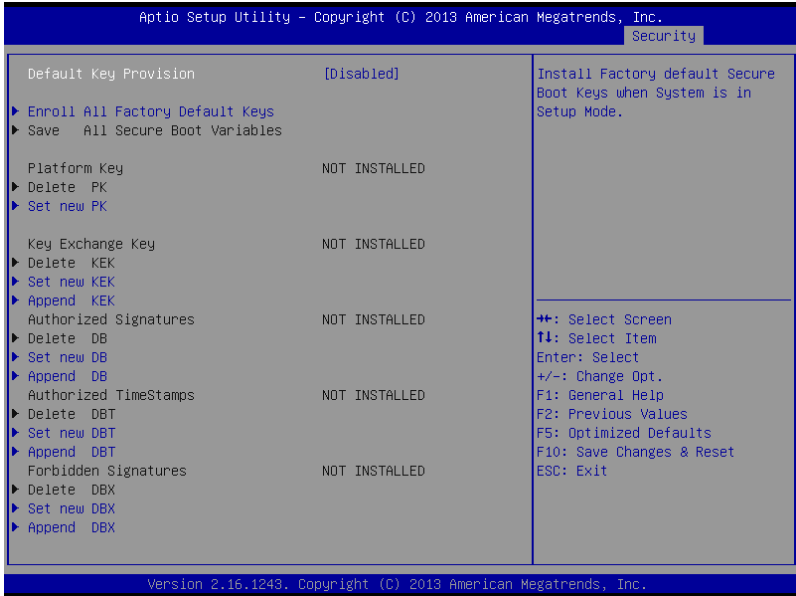 Aptio Setup Utility – Copyright (C) 2013 American Megatrends, Inc.
Security
Default Key Provision [Disabled]
Enroll All Factory Default Keys
Save All Secure Boot Variables
Platform Key NOT INSTALLED
Delete PK
Set new PK
Key Exchange Key NOT INSTALLED
Delete KEK
Set new KEK
Append KEK
Authorized Signatures NOT INSTALLED
Delete DB
Set new DB
Append DB
Authorized TimeStamps NOT INSTALLED
Delete DBT
Set new DBT
Append DBT
Forbidden Signatures NOT INSTALLED
Delete DBX
Set new DBX
Append DBX
Install Factory default Secure
Boot Keys when System is in
Setup Mode.
→←: Select Screen
↑↓: Select Item
Enter: Select
+/-: Change Opt.
F1: General Help
F2: Previous Values
F5: Optimized Defaults
F10: Save Changes & Reset
ESC: Exit
Version 2.16.1243. Copyright (C) 2013 American Megatrends, Inc.